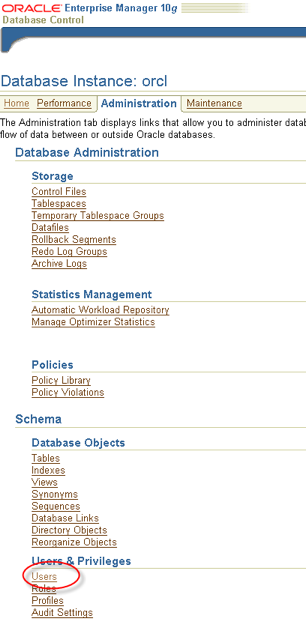 ORACLE Enterprise Manager 10g
Database Control
Database Instance: orcl
Home Performance Administration Maintenance
The Administration tab displays links that allow you to administer datab
flow of data between or outside Oracle databases.
Database Administration
Storage
Control Files
Tablespaces
Temporary Tablespace Groups
Datafiles
Rollback Segments
Redo Log Groups
Archive Logs
Statistics Management
Automatic Workload Repository
Manage Optimizer Statistics
Policies
Policy Library
Policy Violations
Schema
Database Objects
Tables
Indexes
Views
Synonyms
Sequences
Database Links
Directory Objects
Reorganize Objects
Users & Privileges
Users
Roles
Profiles
Audit Settings